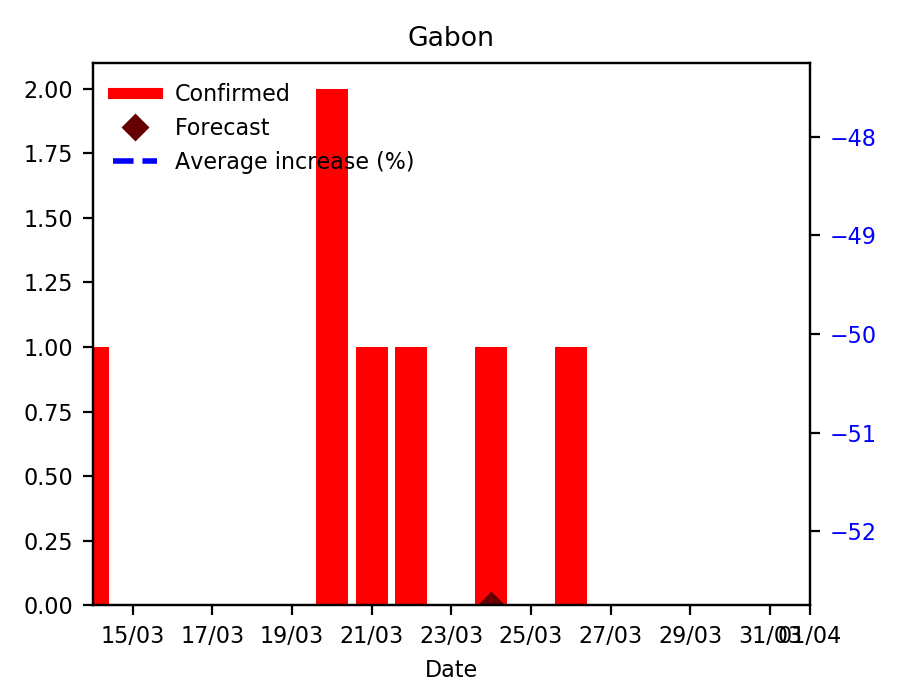 Gabon
Confirmed
Forecast
Average increase (%)
2.00
1.75
1.50
1.25
1.00
0.75
0.50
0.25
0.00
−48
−49
−50
−51
−52
15/03 17/03 19/03 21/03 23/03 25/03 27/03 29/03 31/03 01/04
Date